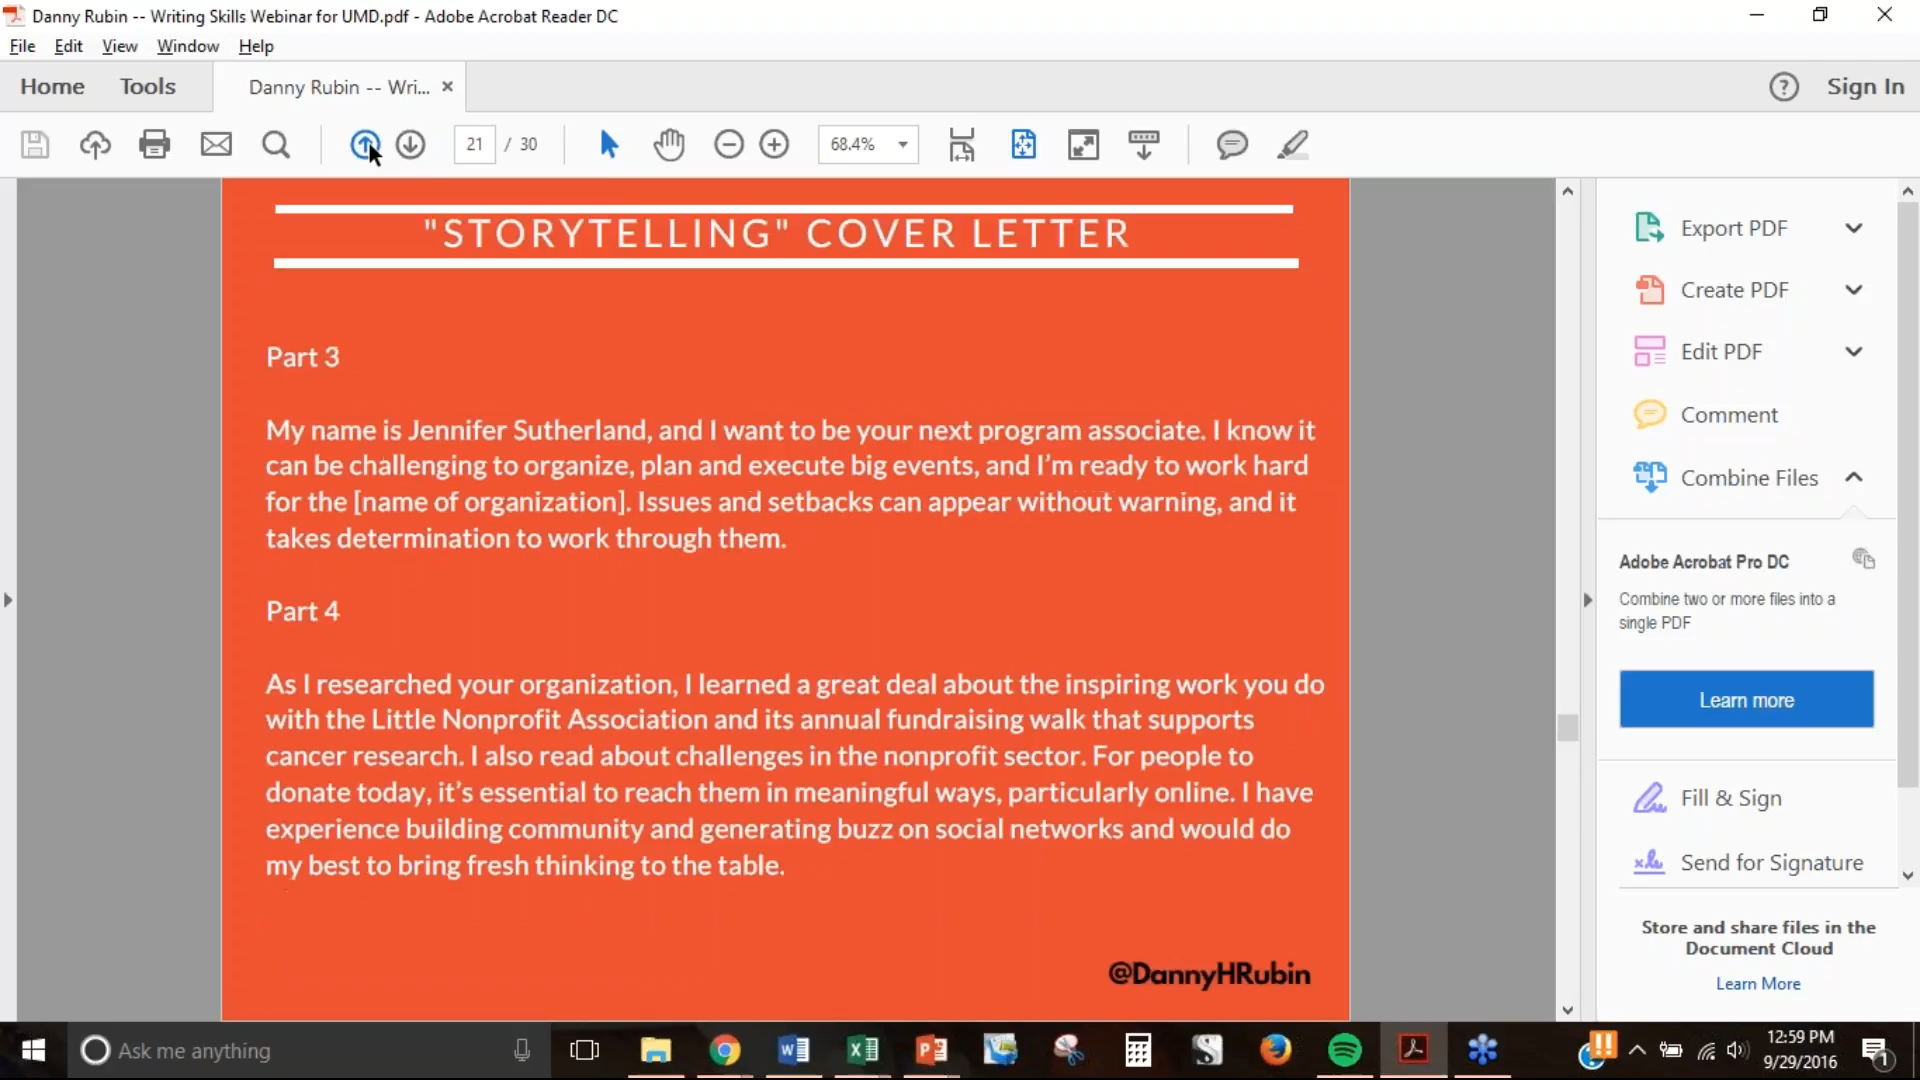 Danny Rubin -- Writing Skills Webinar for UMD.pdf - Adobe Acrobat Reader DC
File Edit View Window Help
Home Tools Danny Rubin -- Wri... × ? Sign In
21 / 30 68.4%
"STORYTELLING" COVER LETTER
Part 3
My name is Jennifer Sutherland, and I want to be your next program associate. I know it
can be challenging to organize, plan and execute big events, and I'm ready to work hard
for the [name of organization]. Issues and setbacks can appear without warning, and it
takes determination to work through them.
Part 4
As I researched your organization, I learned a great deal about the inspiring work you do
with the Little Nonprofit Association and its annual fundraising walk that supports
cancer research. I also read about challenges in the nonprofit sector. For people to
donate today, it's essential to reach them in meaningful ways, particularly online. I have
experience building community and generating buzz on social networks and would do
my best to bring fresh thinking to the table.
@DannyHRubin
Export PDF
Create PDF
Edit PDF
Comment
Combine Files
Adobe Acrobat Pro DC
Combine two or more files into a
single PDF
Learn more
Fill & Sign
Send for Signature
Store and share files in the
Document Cloud
Learn More
Ask me anything
12:59 PM
9/29/2016
1